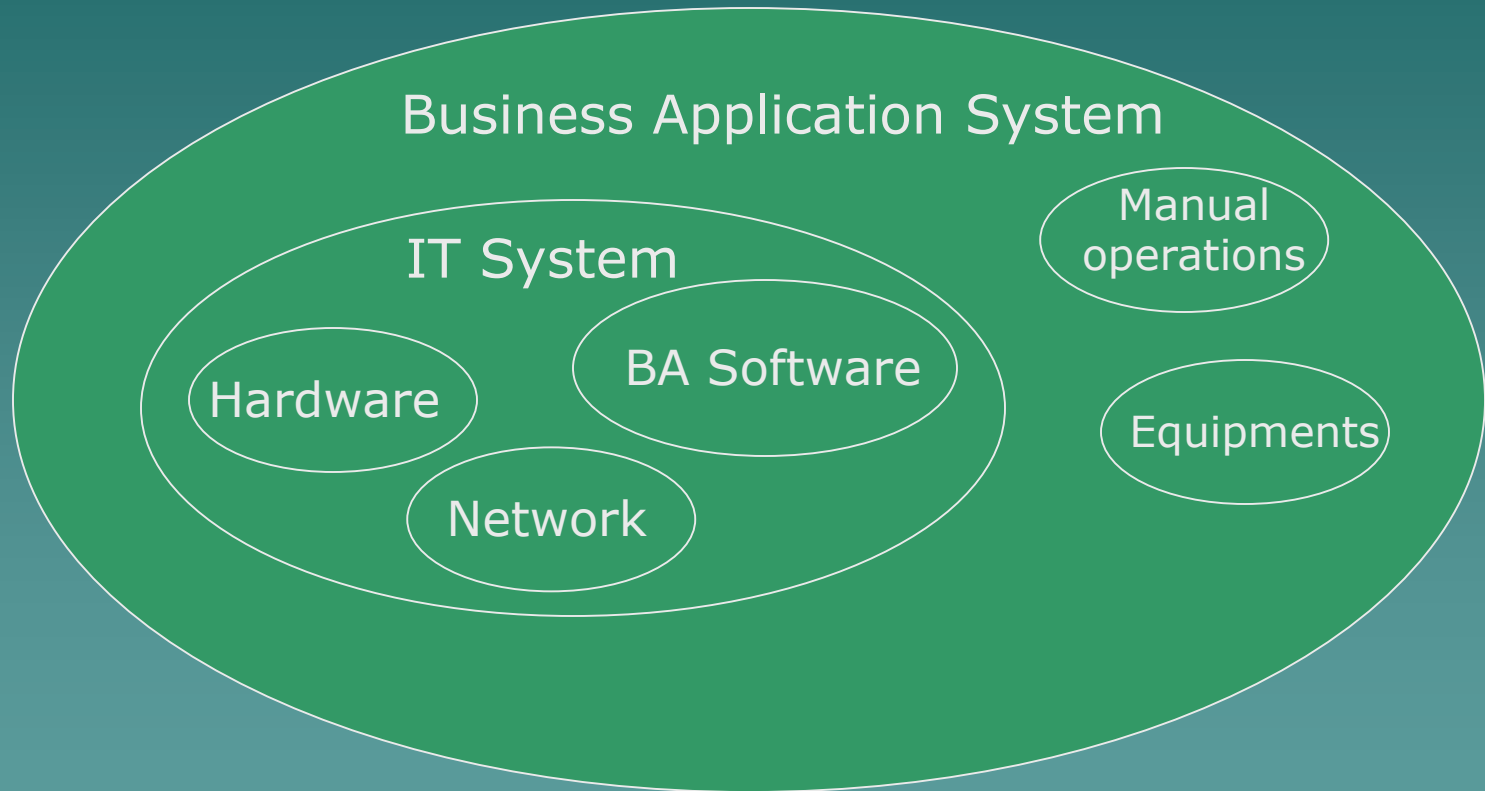 Business Application System
Manual
operations
IT System
BA Software
Hardware
Equipments
Network